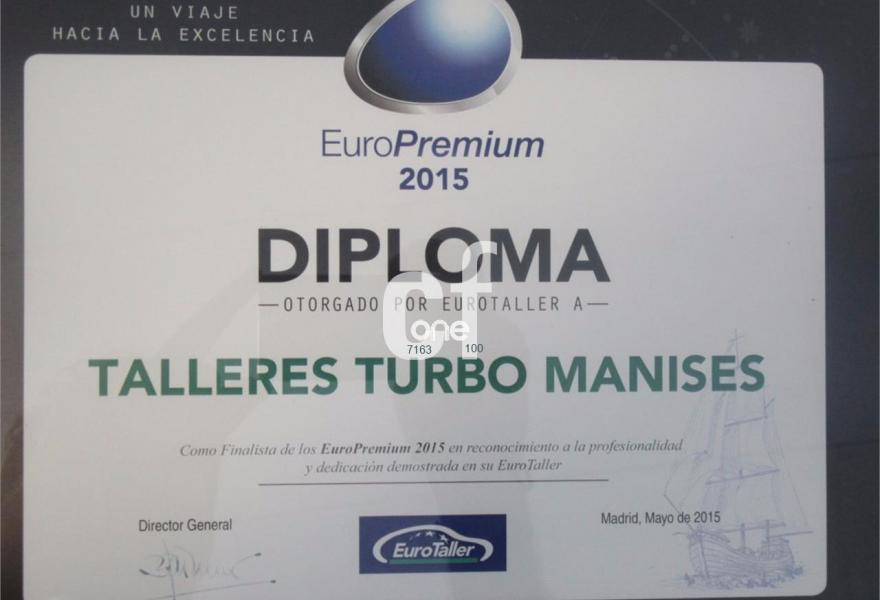 UN VIAJE
HACIA LA EXCELENCIA
EuroPremium
2015
DIPLOMA
OTORGADO POR EUROTALLER A
cf
one
7163 100
TALLERES TURBO MANISES
Como Finalista de los EuroPremium 2015 en reconocimiento a la profesionalidad
y dedicación demostrada en su EuroTaller
Director General
Madrid, Mayo de 2015
EuroTaller